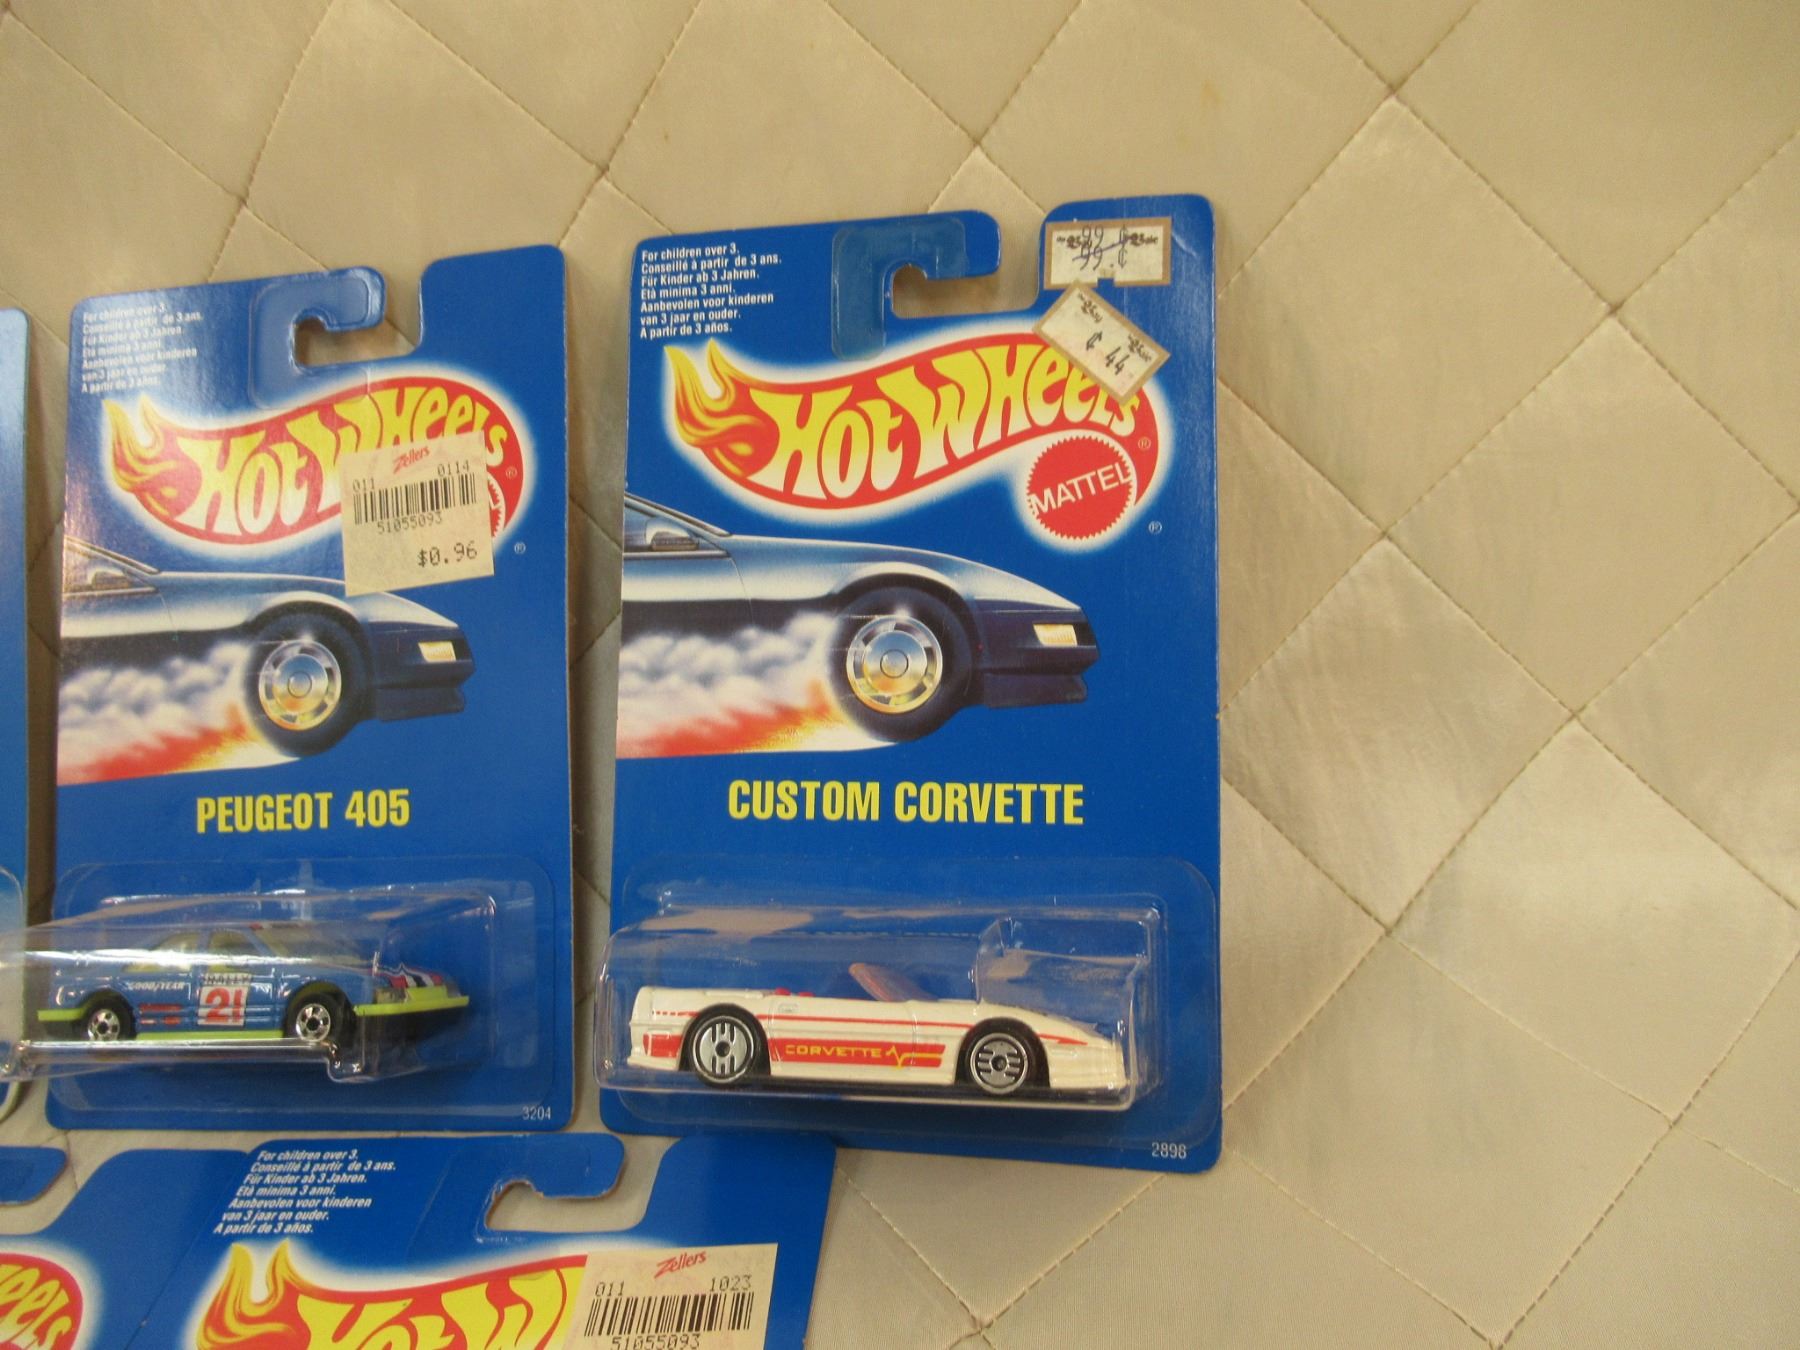 For children over 3.
Conseillé à partir de 3 ans.
Für Kinder ab 3 Jahren.
Età minima 3 anni.
Aanbevolen voor kinderen
van 3 jaar en ouder.
A partir de 3 años.
Hot Wheels
®
Zellers
011 0114
51055093
$0.96
®
PEUGEOT 405
GOODYEAR
RALLY
21
3204
For children over 3.
Conseillé à partir de 3 ans.
Für Kinder ab 3 Jahren.
Età minima 3 anni.
Aanbevolen voor kinderen
van 3 jaar en ouder.
A partir de 3 años.
99 ¢
99 ¢
¢ 44
Hot Wheels
®
MATTEL
®
CUSTOM CORVETTE
CORVETTE
2898
For children over 3.
Conseillé à partir de 3 ans.
Für Kinder ab 3 Jahren.
Età minima 3 anni.
Aanbevolen voor kinderen
van 3 jaar en ouder.
A partir de 3 años.
eels
Hot W
Zellers
011 1023
51055093